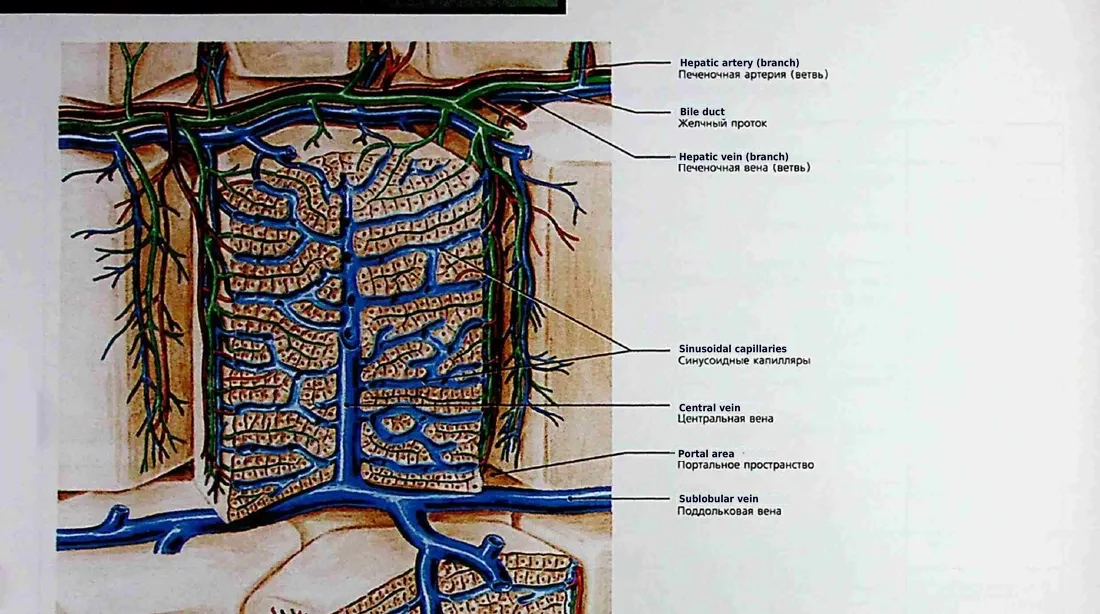 Hepatic artery (branch)
Печеночная артерия (ветвь)
Bile duct
Желчный проток
Hepatic vein (branch)
Печеночная вена (ветвь)
Sinusoidal capillaries
Синусоидные капилляры
Central vein
Центральная вена
Portal area
Портальное пространство
Sublobular vein
Поддольковая вена